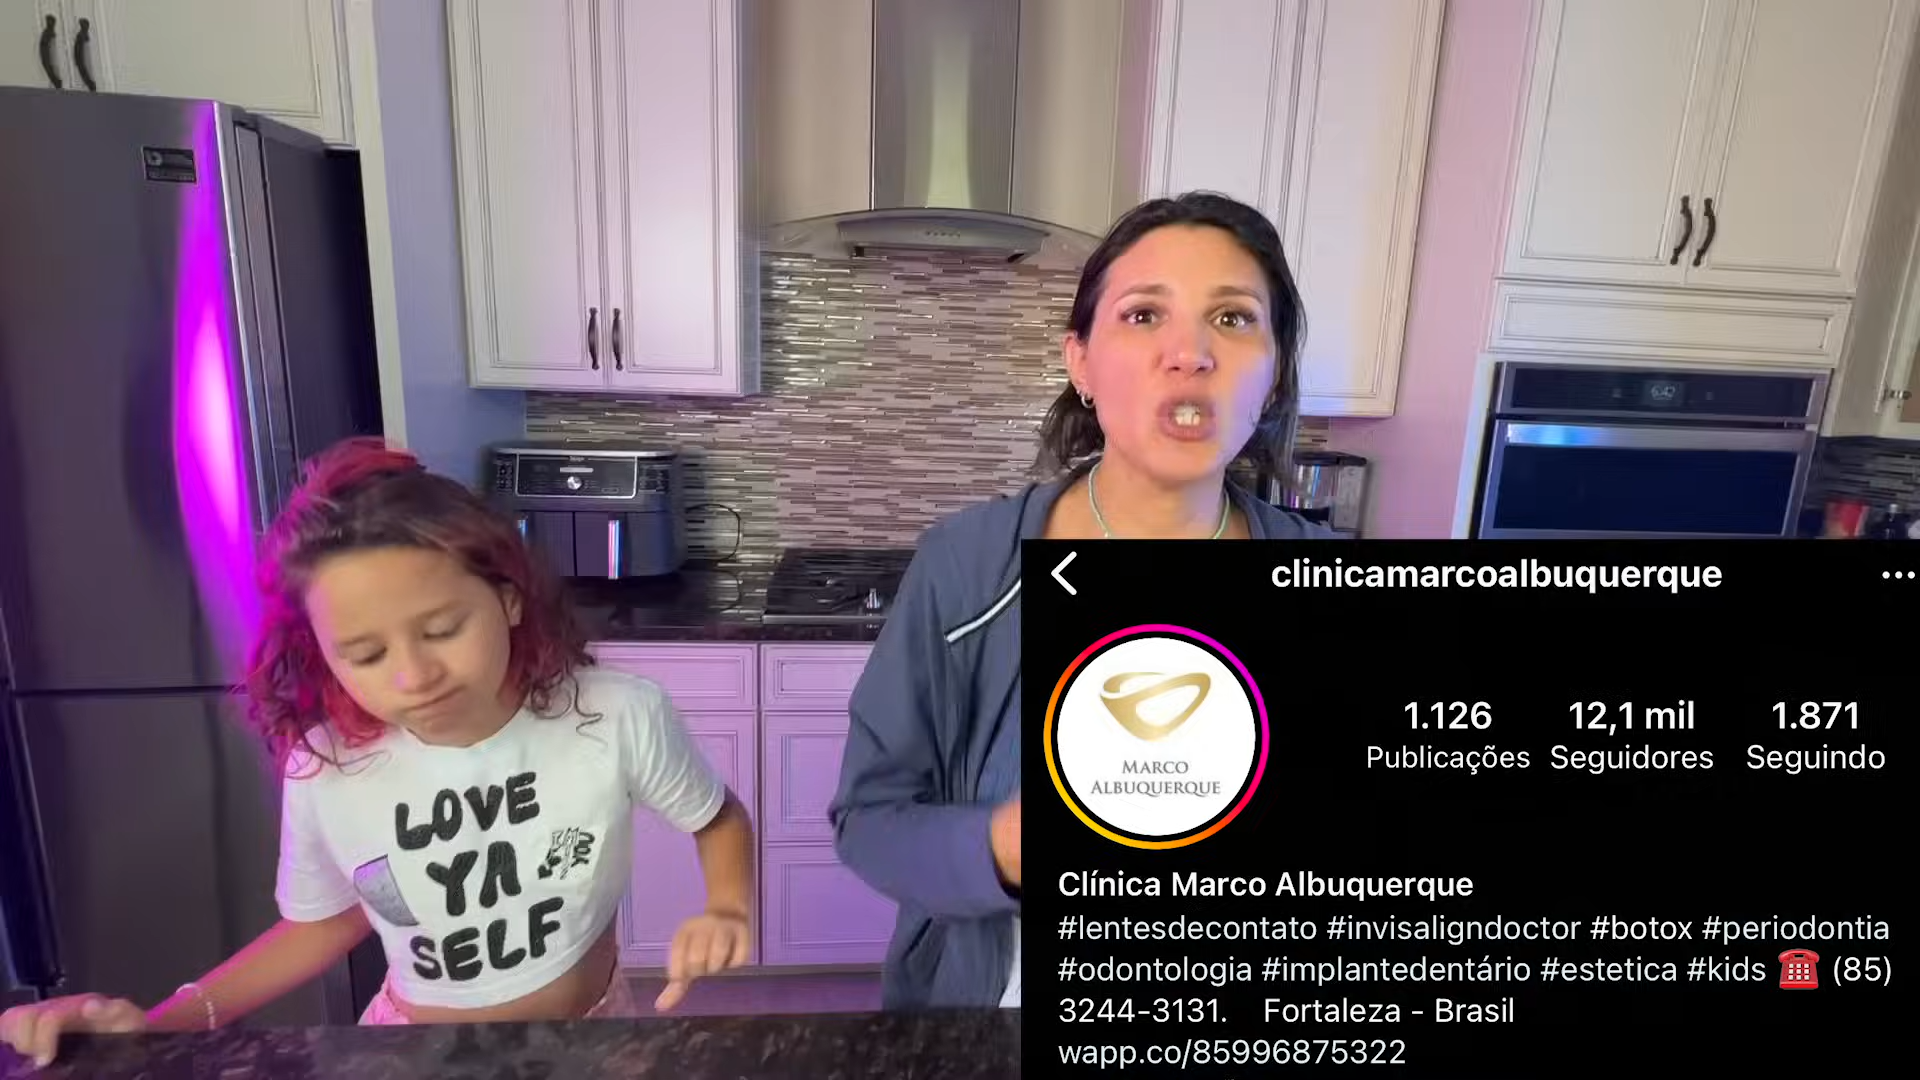 LOVE
YA
SELF
clinicamarcoalbuquerque
MARCO
ALBUQUERQUE
1.126 12,1 mil 1.871
Publicações Seguidores Seguindo
Clínica Marco Albuquerque
#lentesdecontato #invisaligndoctor #botox #periodontia
#odontologia #implantedentário #estetica #kids ☎️ (85)
3244-3131. Fortaleza - Brasil
wapp.co/85996875322